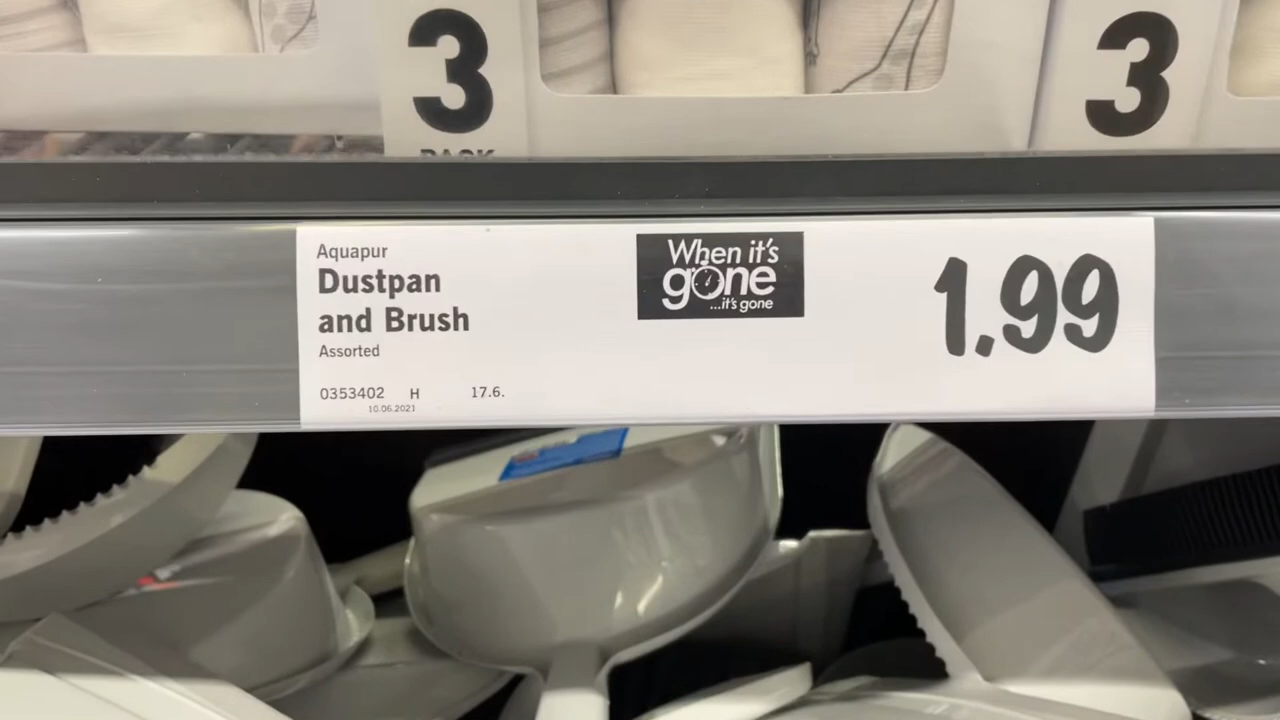 3
PACK
3
Aquapur
Dustpan
and Brush
Assorted
0353402 H 17.6.
10.06.2021
When it's
gone
...it's gone
1.99